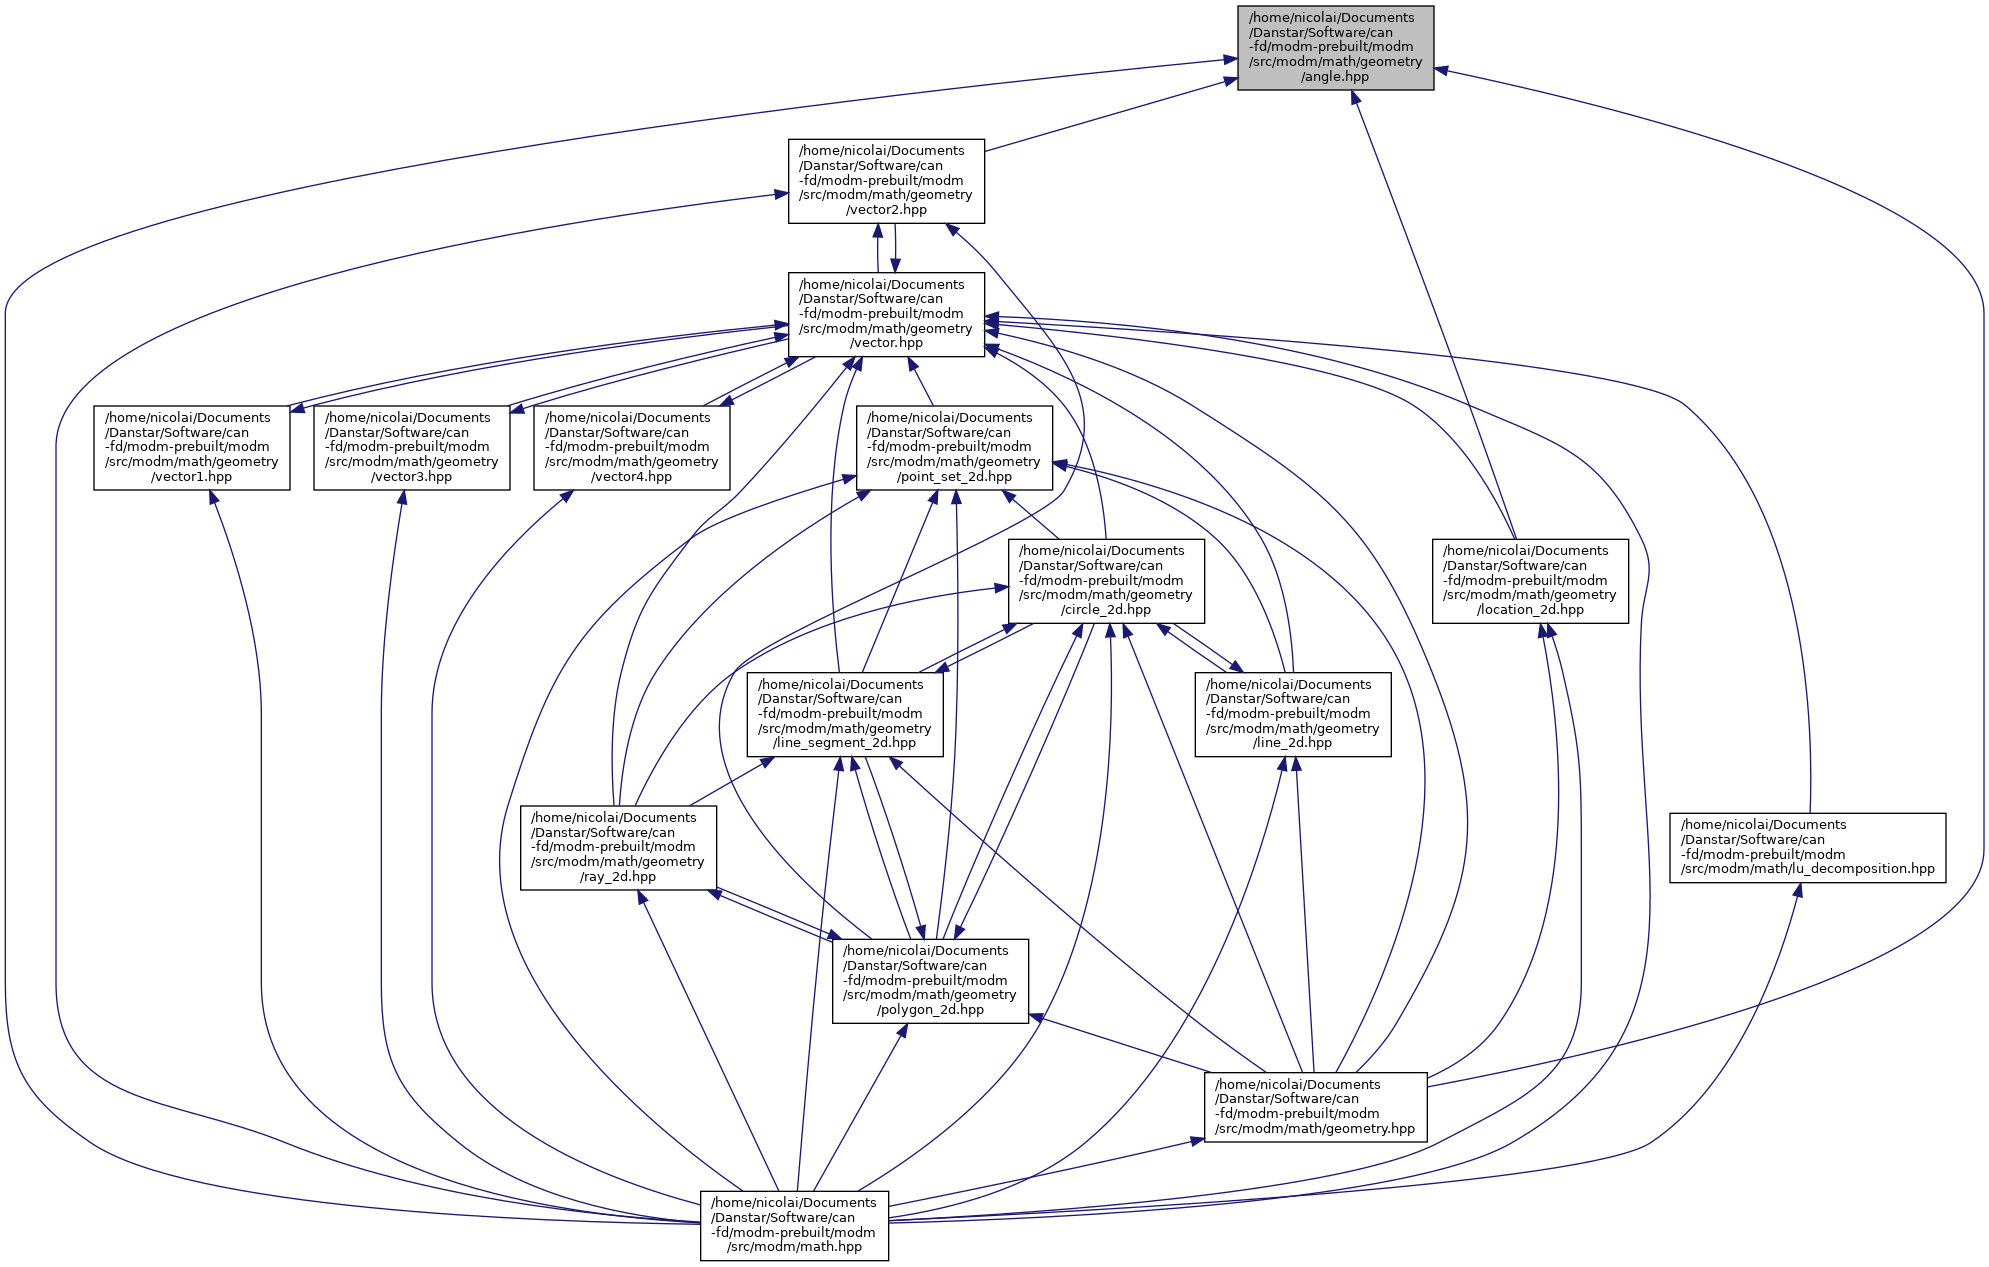 /home/nicolai/Documents
/Danstar/Software/can
-fd/modm-prebuilt/modm
/src/modm/math/geometry
/angle.hpp
/home/nicolai/Documents
/Danstar/Software/can
-fd/modm-prebuilt/modm
/src/modm/math/geometry
/vector2.hpp
/home/nicolai/Documents
/Danstar/Software/can
-fd/modm-prebuilt/modm
/src/modm/math/geometry
/vector.hpp
/home/nicolai/Documents
/Danstar/Software/can
-fd/modm-prebuilt/modm
/src/modm/math/geometry
/vector1.hpp
/home/nicolai/Documents
/Danstar/Software/can
-fd/modm-prebuilt/modm
/src/modm/math/geometry
/vector3.hpp
/home/nicolai/Documents
/Danstar/Software/can
-fd/modm-prebuilt/modm
/src/modm/math/geometry
/vector4.hpp
/home/nicolai/Documents
/Danstar/Software/can
-fd/modm-prebuilt/modm
/src/modm/math/geometry
/point_set_2d.hpp
/home/nicolai/Documents
/Danstar/Software/can
-fd/modm-prebuilt/modm
/src/modm/math/geometry
/circle_2d.hpp
/home/nicolai/Documents
/Danstar/Software/can
-fd/modm-prebuilt/modm
/src/modm/math/geometry
/location_2d.hpp
/home/nicolai/Documents
/Danstar/Software/can
-fd/modm-prebuilt/modm
/src/modm/math/geometry
/line_segment_2d.hpp
/home/nicolai/Documents
/Danstar/Software/can
-fd/modm-prebuilt/modm
/src/modm/math/geometry
/line_2d.hpp
/home/nicolai/Documents
/Danstar/Software/can
-fd/modm-prebuilt/modm
/src/modm/math/geometry
/ray_2d.hpp
/home/nicolai/Documents
/Danstar/Software/can
-fd/modm-prebuilt/modm
/src/modm/math/lu_decomposition.hpp
/home/nicolai/Documents
/Danstar/Software/can
-fd/modm-prebuilt/modm
/src/modm/math/geometry
/polygon_2d.hpp
/home/nicolai/Documents
/Danstar/Software/can
-fd/modm-prebuilt/modm
/src/modm/math/geometry.hpp
/home/nicolai/Documents
/Danstar/Software/can
-fd/modm-prebuilt/modm
/src/modm/math.hpp